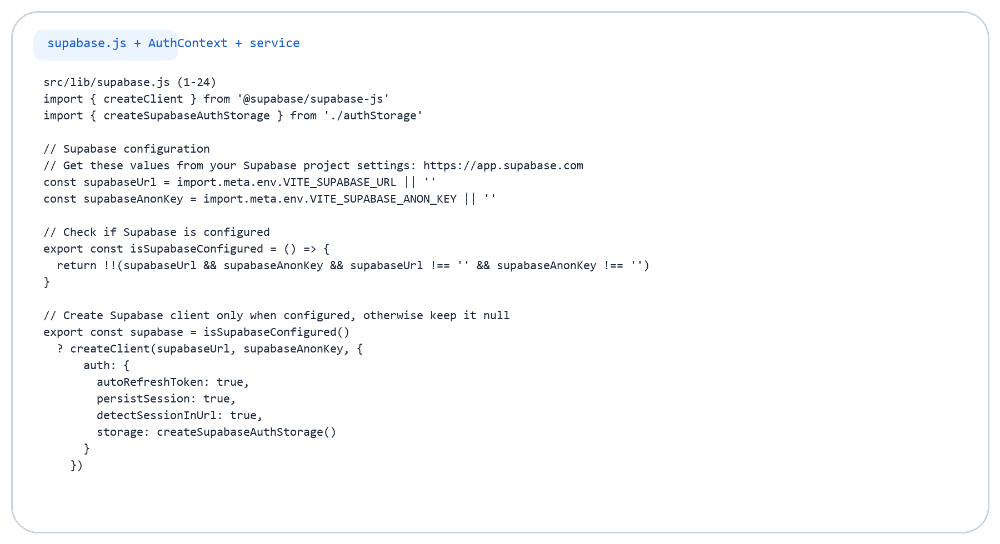 supabase.js + AuthContext + service
src/lib/supabase.js (1-24)
import { createClient } from '@supabase/supabase-js'
import { createSupabaseAuthStorage } from './authStorage'

// Supabase configuration
// Get these values from your Supabase project settings: https://app.supabase.com
const supabaseUrl = import.meta.env.VITE_SUPABASE_URL || ''
const supabaseAnonKey = import.meta.env.VITE_SUPABASE_ANON_KEY || ''

// Check if Supabase is configured
export const isSupabaseConfigured = () => {
  return !!(supabaseUrl && supabaseAnonKey && supabaseUrl !== '' && supabaseAnonKey !== '')
}

// Create Supabase client only when configured, otherwise keep it null
export const supabase = isSupabaseConfigured()
  ? createClient(supabaseUrl, supabaseAnonKey, {
      auth: {
        autoRefreshToken: true,
        persistSession: true,
        detectSessionInUrl: true,
        storage: createSupabaseAuthStorage()
      }
    })